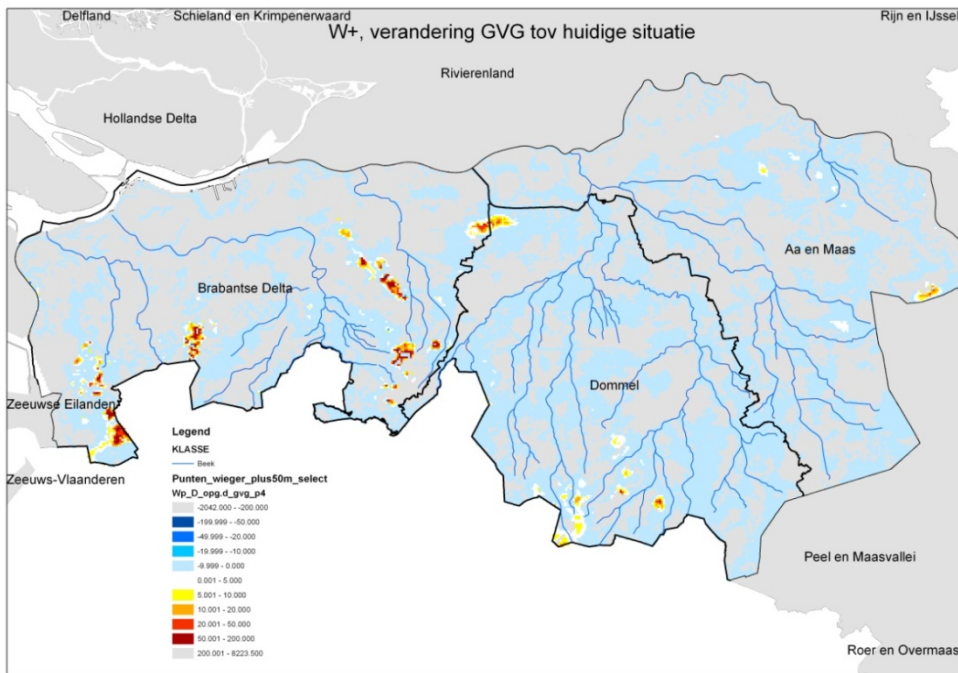 Delfland
Schieland en Krimpenerwaard
Rijn en IJssel
W+, verandering GVG tov huidige situatie
Rivierenland
Hollandse Delta
Aa en Maas
Brabantse Delta
Dommel
Zeeuwse Eilanden
Zeeuws-Vlaanderen
Peel en Maasvallei
Roer en Overmaas
Legend
KLASSE
Beek
Punten_wieger_plus50m_select
Wp_D_opg.d_gvg_p4
-2042.000 - -200.000
-199.999 - -50.000
-49.999 - -20.000
-19.999 - -10.000
-9.999 - 0.000
0.001 - 5.000
5.001 - 10.000
10.001 - 20.000
20.001 - 50.000
50.001 - 200.000
200.001 - 8223.500